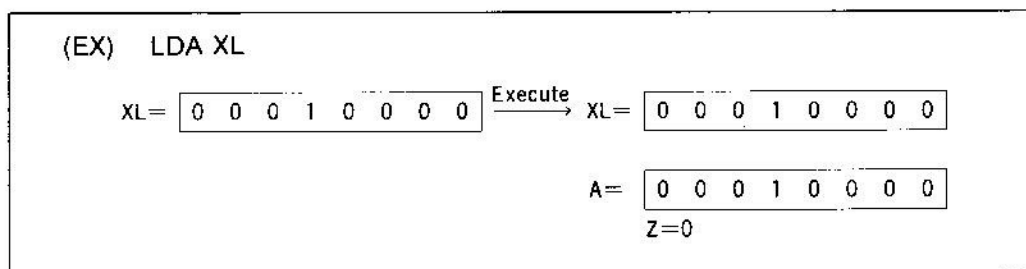 (EX) LDA XL
XL= 0 0 0 1 0 0 0 0 Execute → XL= 0 0 0 1 0 0 0 0
A= 0 0 0 1 0 0 0 0
Z=0